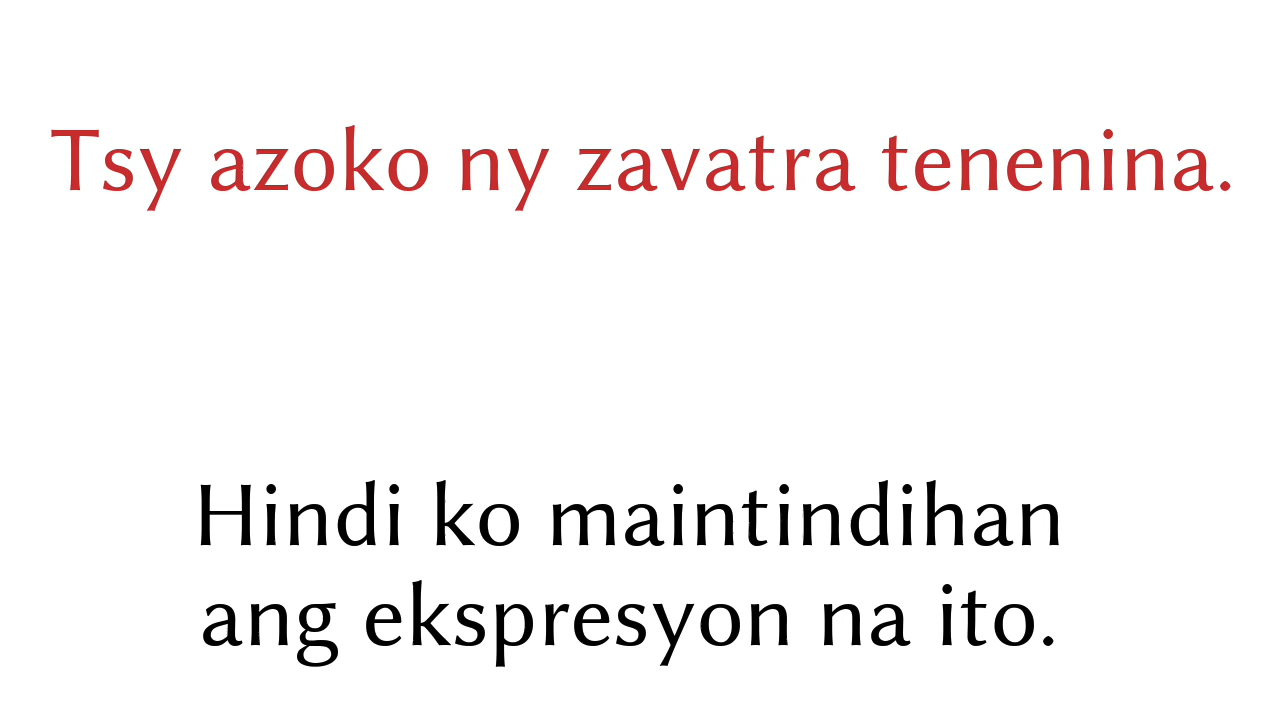 Tsy azoko ny zavatra tenenina.
Hindi ko maintindihan
ang ekspresyon na ito.